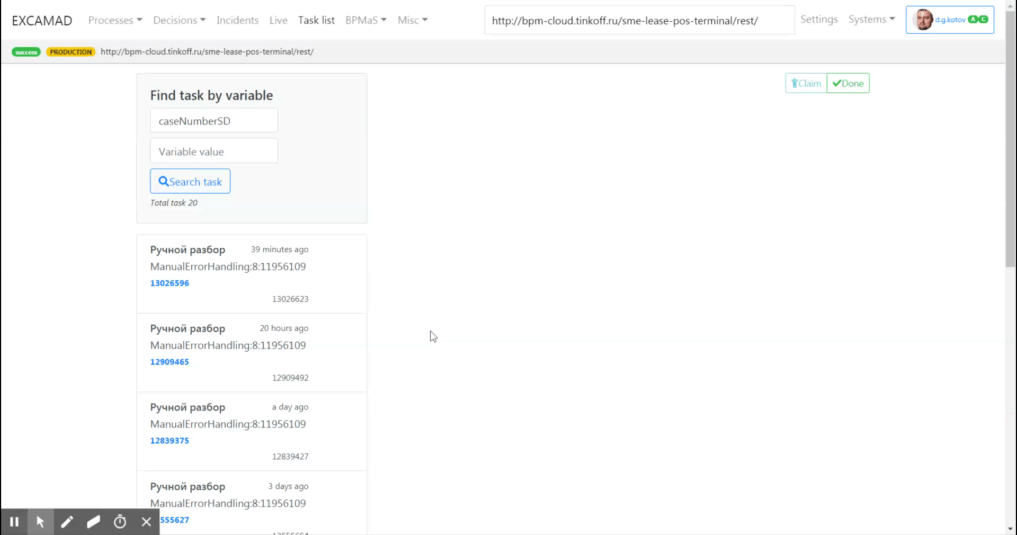 EXCAMAD Processes Decisions Incidents Live Task list BPMaS Misc http://bpm-cloud.tinkoff.ru/sme-lease-pos-terminal/rest/ Settings Systems d.g.kotov A C
success PRODUCTION http://bpm-cloud.tinkoff.ru/sme-lease-pos-terminal/rest/
Claim Done
Find task by variable
caseNumberSD
Variable value
Search task
Total task 20
Ручной разбор 39 minutes ago
ManualErrorHandling:8:11956109
13026596
13026623
Ручной разбор 20 hours ago
ManualErrorHandling:8:11956109
12909465
12909492
Ручной разбор a day ago
ManualErrorHandling:8:11956109
12839375
12839427
Ручной разбор 3 days ago
ManualErrorHandling:8:11956109
555627